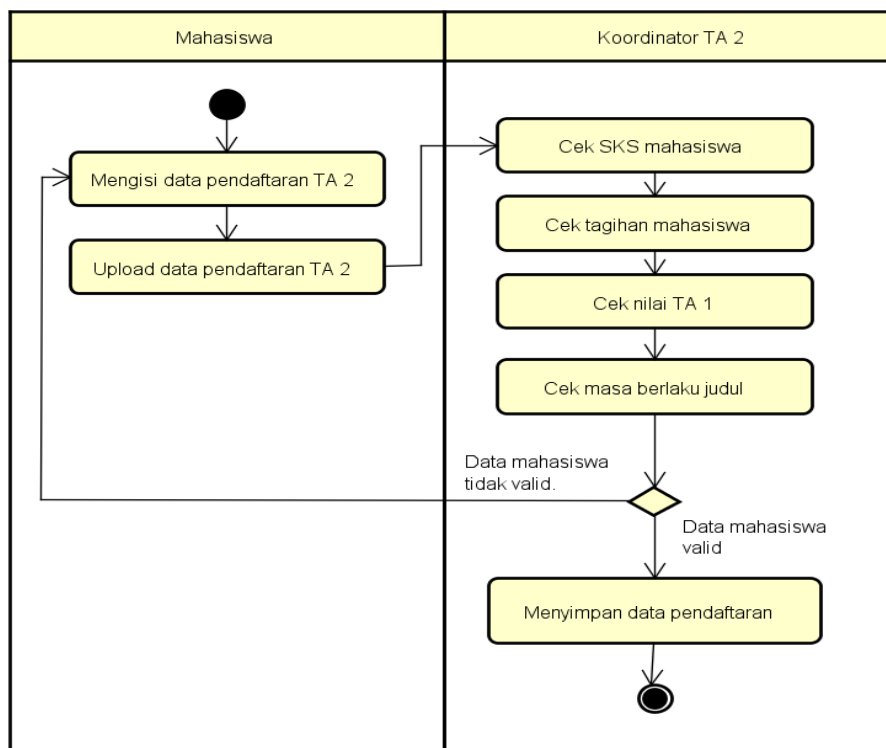 Mahasiswa
Koordinator TA 2
Mengisi data pendaftaran TA 2
Upload data pendaftaran TA 2
Cek SKS mahasiswa
Cek tagihan mahasiswa
Cek nilai TA 1
Cek masa berlaku judul
Data mahasiswa
tidak valid.
Data mahasiswa
valid
Menyimpan data pendaftaran